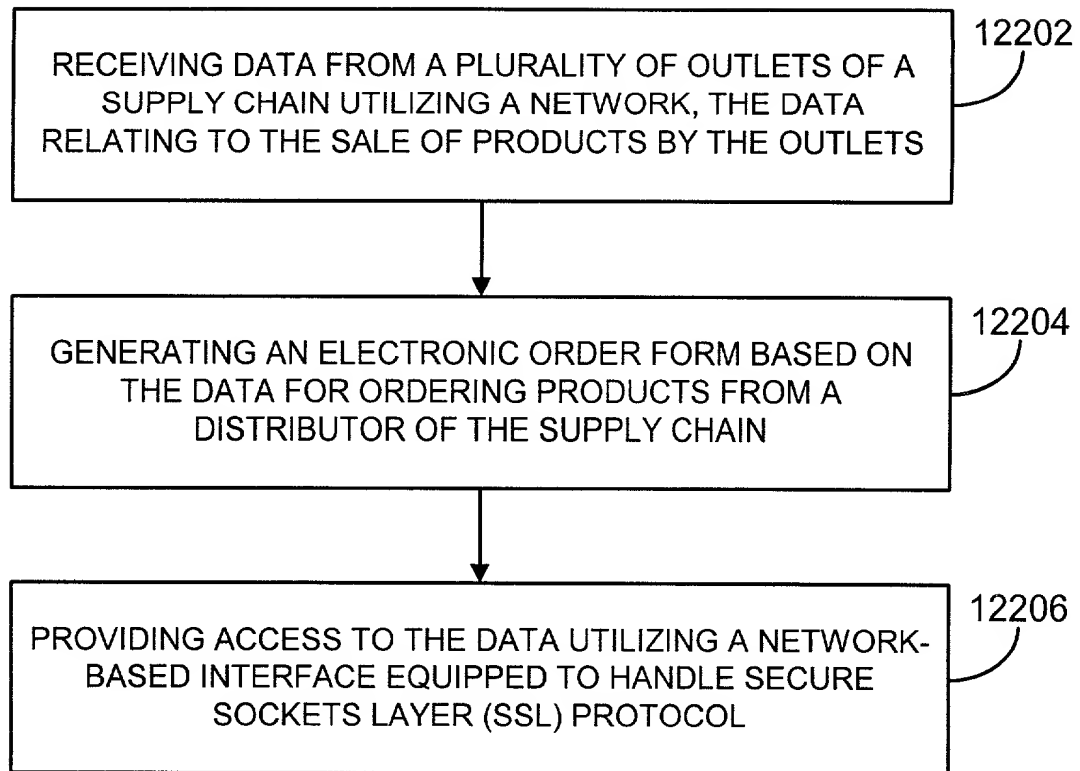 12202
RECEIVING DATA FROM A PLURALITY OF OUTLETS OF A
SUPPLY CHAIN UTILIZING A NETWORK, THE DATA
RELATING TO THE SALE OF PRODUCTS BY THE OUTLETS
12204
GENERATING AN ELECTRONIC ORDER FORM BASED ON
THE DATA FOR ORDERING PRODUCTS FROM A
DISTRIBUTOR OF THE SUPPLY CHAIN
12206
PROVIDING ACCESS TO THE DATA UTILIZING A NETWORK-
BASED INTERFACE EQUIPPED TO HANDLE SECURE
SOCKETS LAYER (SSL) PROTOCOL